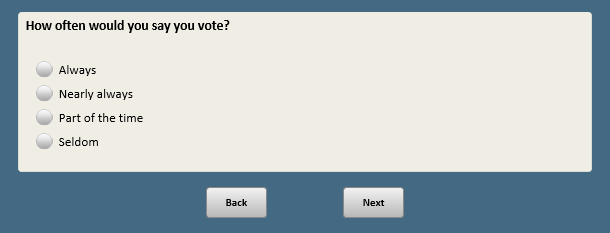 How often would you say you vote?
Always
Nearly always
Part of the time
Seldom
Back
Next